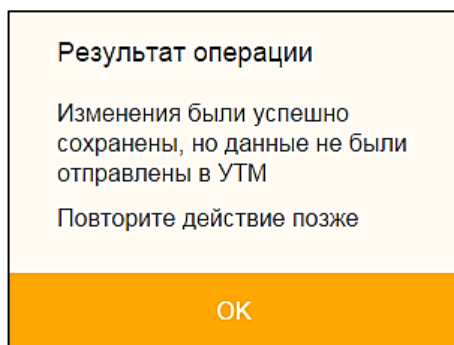 Результат операции
Изменения были успешно
сохранены, но данные не были
отправлены в УТМ
Повторите действие позже
OK